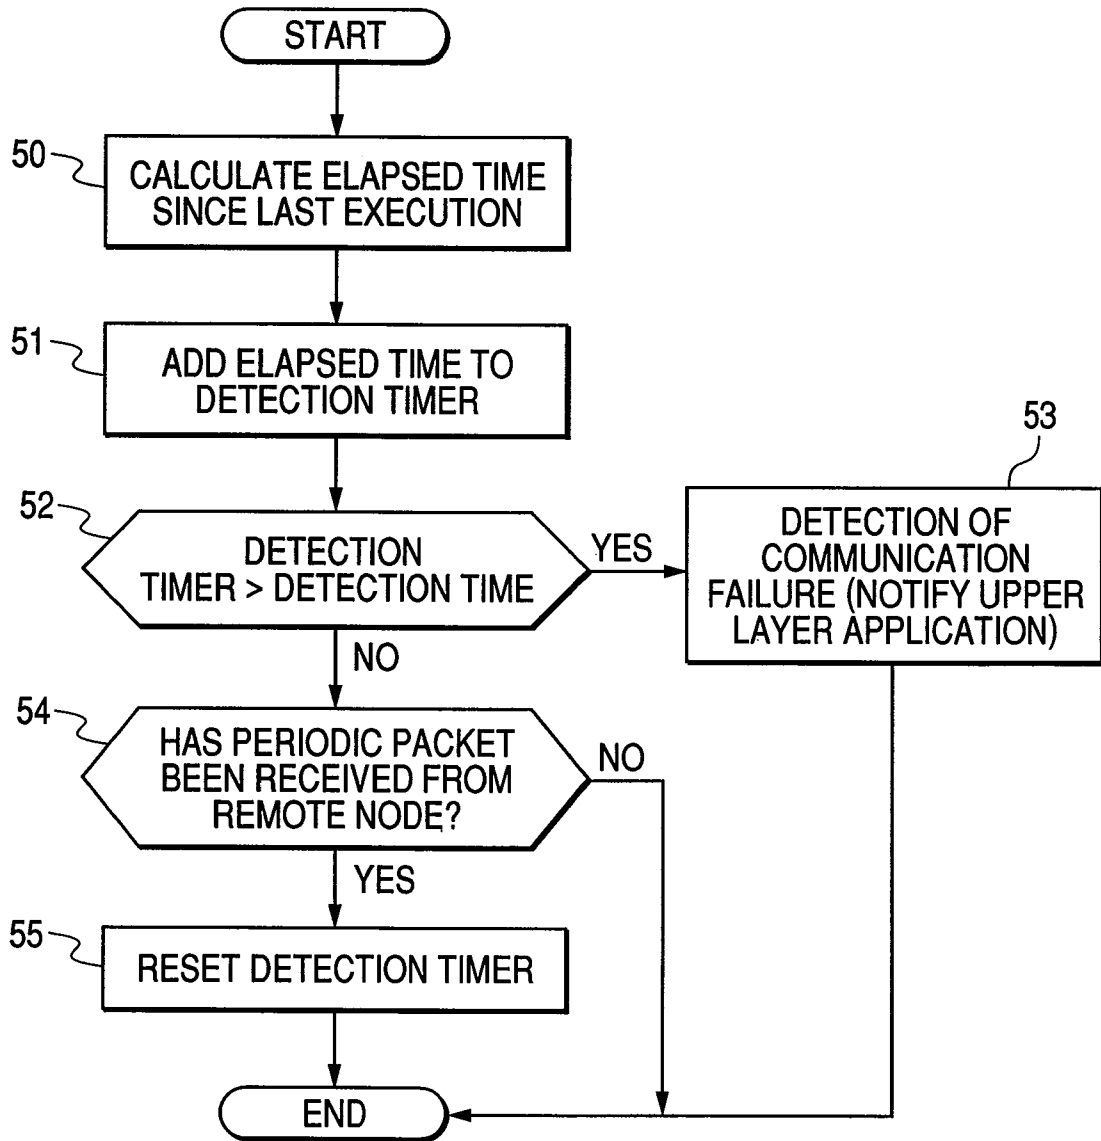 START
50
CALCULATE ELAPSED TIME
SINCE LAST EXECUTION
51
ADD ELAPSED TIME TO
DETECTION TIMER
52
DETECTION
TIMER > DETECTION TIME
YES
53
DETECTION OF
COMMUNICATION
FAILURE (NOTIFY UPPER
LAYER APPLICATION)
NO
54
HAS PERIODIC PACKET
BEEN RECEIVED FROM
REMOTE NODE?
NO
YES
55
RESET DETECTION TIMER
END